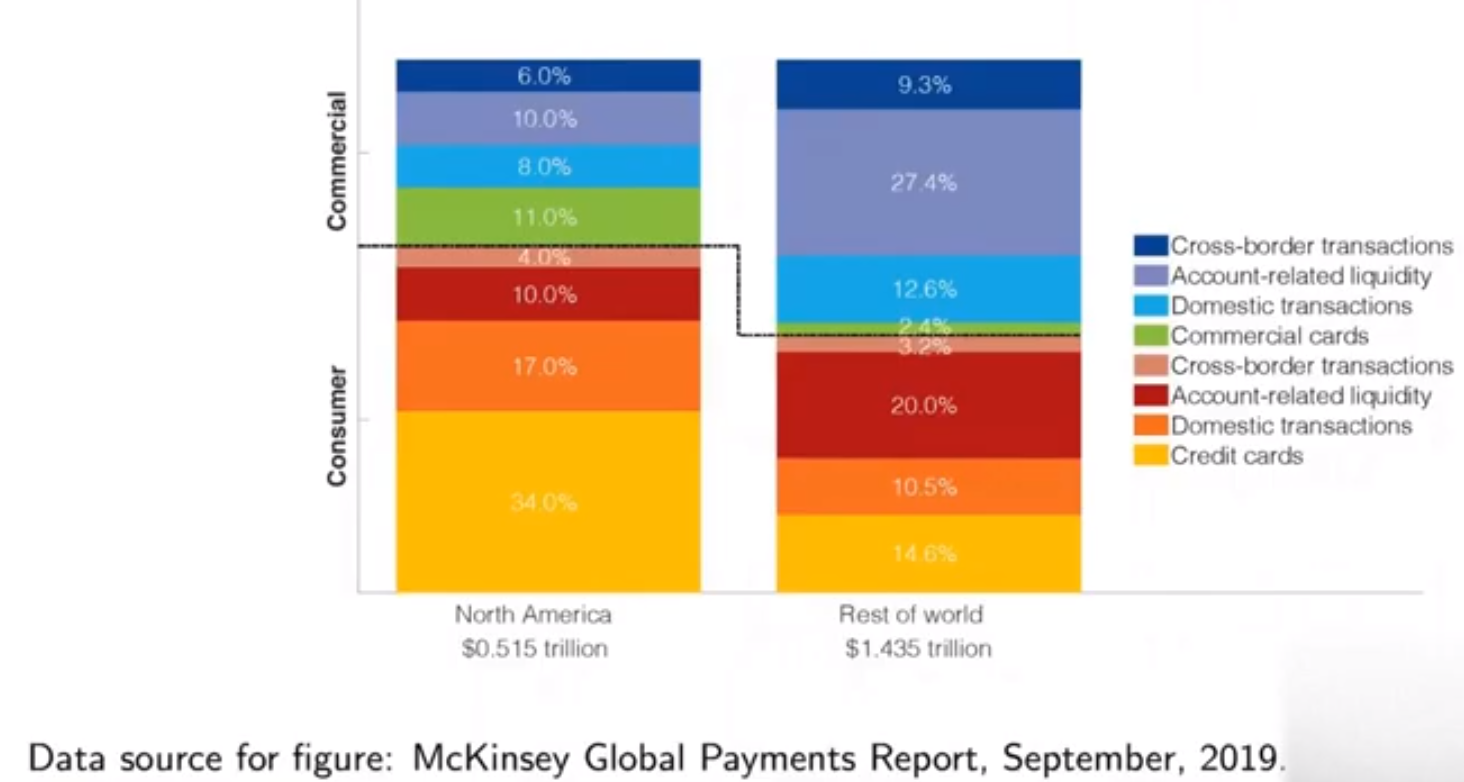 Commercial
Consumer
6.0%
10.0%
8.0%
11.0%
4.0%
10.0%
17.0%
34.0%
9.3%
27.4%
12.6%
2.4%
3.2%
20.0%
10.5%
14.6%
Cross-border transactions
Account-related liquidity
Domestic transactions
Commercial cards
Cross-border transactions
Account-related liquidity
Domestic transactions
Credit cards
North America
$0.515 trillion
Rest of world
$1.435 trillion
Data source for figure: McKinsey Global Payments Report, September, 2019.